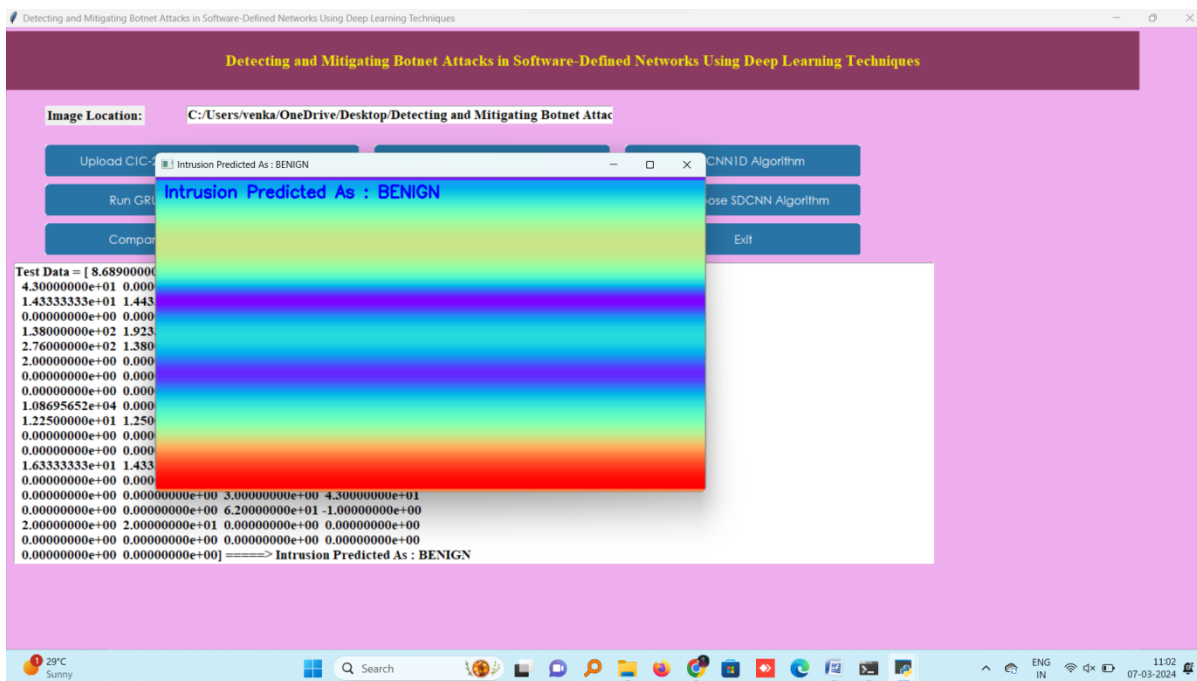 Detecting and Mitigating Botnet Attacks in Software-Defined Networks Using Deep Learning Techniques
Detecting and Mitigating Botnet Attacks in Software-Defined Networks Using Deep Learning Techniques
Image Location:
C:/Users/venka/OneDrive/Desktop/Detecting and Mitigating Botnet Attac
Upload CIC-
CNN1D Algorithm
Run GRU
ose SDCNN Algorithm
Compar
Exit
Intrusion Predicted As : BENIGN
Intrusion Predicted As : BENIGN
Test Data = [ 8.68900000
4.30000000e+01 0.000
1.43333333e+01 1.443
0.00000000e+00 0.000
1.38000000e+02 1.923
2.76000000e+02 1.380
2.00000000e+00 0.000
0.00000000e+00 0.000
0.00000000e+00 0.000
1.08695652e+04 0.000
1.22500000e+01 1.250
0.00000000e+00 0.000
0.00000000e+00 0.000
1.63333333e+01 1.433
0.00000000e+00 0.000
0.00000000e+00 0.00000000e+00 3.00000000e+00 4.30000000e+01
0.00000000e+00 0.00000000e+00 6.20000000e+01 -1.00000000e+00
2.00000000e+00 2.00000000e+01 0.00000000e+00 0.00000000e+00
0.00000000e+00 0.00000000e+00 0.00000000e+00 0.00000000e+00
0.00000000e+00 0.00000000e+00] =====> Intrusion Predicted As : BENIGN
1
29°C
Sunny
Search
ENG
IN
11:02
07-03-2024